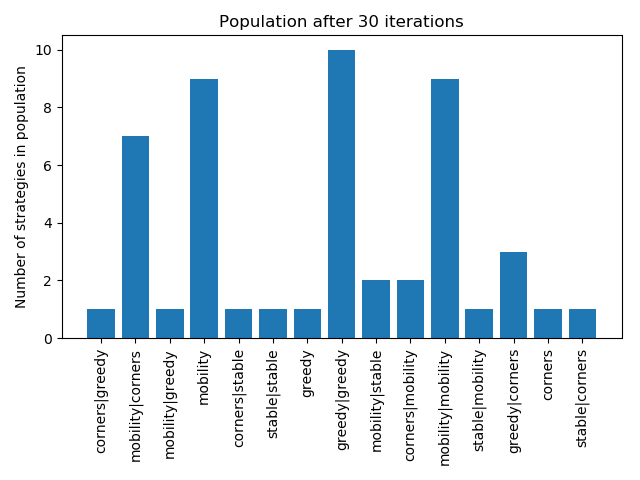 Population after 30 iterations
Number of strategies in population
10
8
6
4
2
0
corners|greedy
mobility|corners
mobility|greedy
mobility
corners|stable
stable|stable
greedy
greedy|greedy
mobility|stable
corners|mobility
mobility|mobility
stable|mobility
greedy|corners
corners
stable|corners